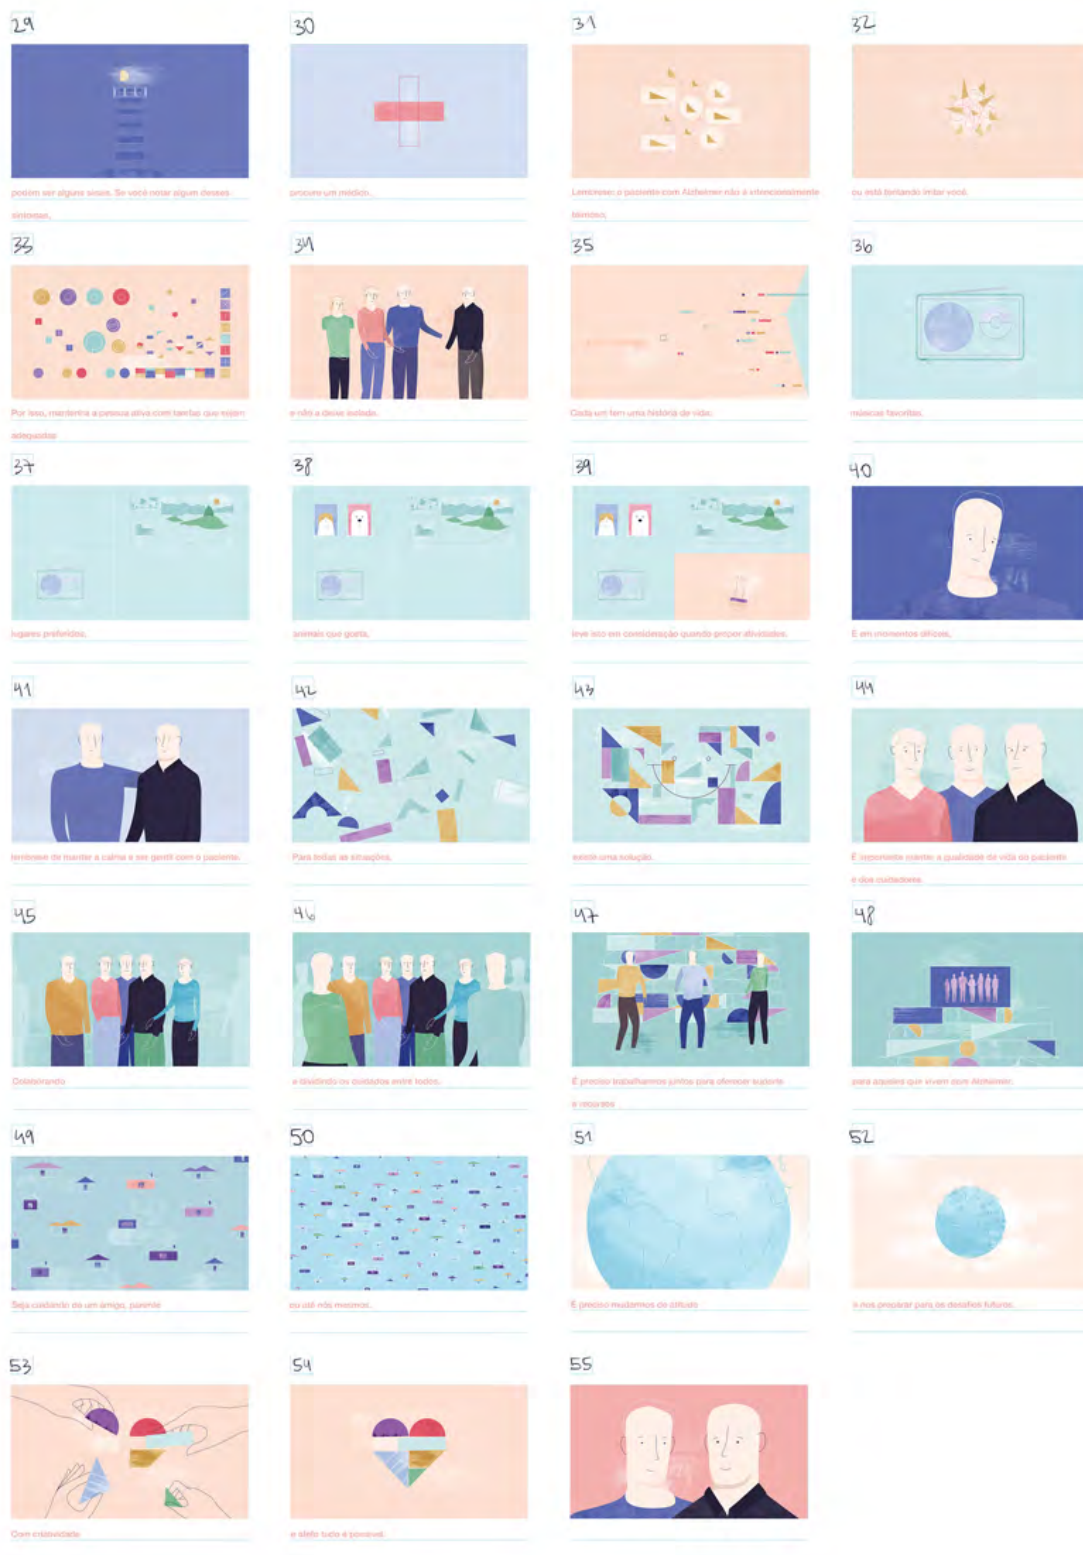 29
30
31
32
podem ser alguns sinais. Se você notar algum desses
sintomas,
procure um médico.
Lembrese: o paciente com Alzheimer não é intencionalmente
teimoso,
ou está tentando irritar você.
33
34
35
36
Por isso, mantenha a pessoa ativa com tarefas que sejam
adequadas
e não a deixe isolada.
Cada um tem uma história de vida:
músicas favoritas,
37
38
39
40
lugares preferidos,
animais que gosta,
leve isto em consideração quando propor atividades.
E em momentos difíceis,
41
42
43
44
lembrese de manter a calma e ser gentil com o paciente.
Para todas as situações,
existe uma solução.
É importante manter a qualidade de vida do paciente
e dos cuidadores
45
46
47
48
Colaborando
e dividindo os cuidados entre todos.
É preciso trabalharmos juntos para oferecer suporte
e recursos
para aqueles que vivem com Alzheimer.
49
50
51
52
Seja cuidando de um amigo, parente
ou até nós mesmos.
É preciso mudarmos de atitude
e nos preparar para os desafios futuros.
53
54
55
Com criatividade
e afeto tudo é possível.